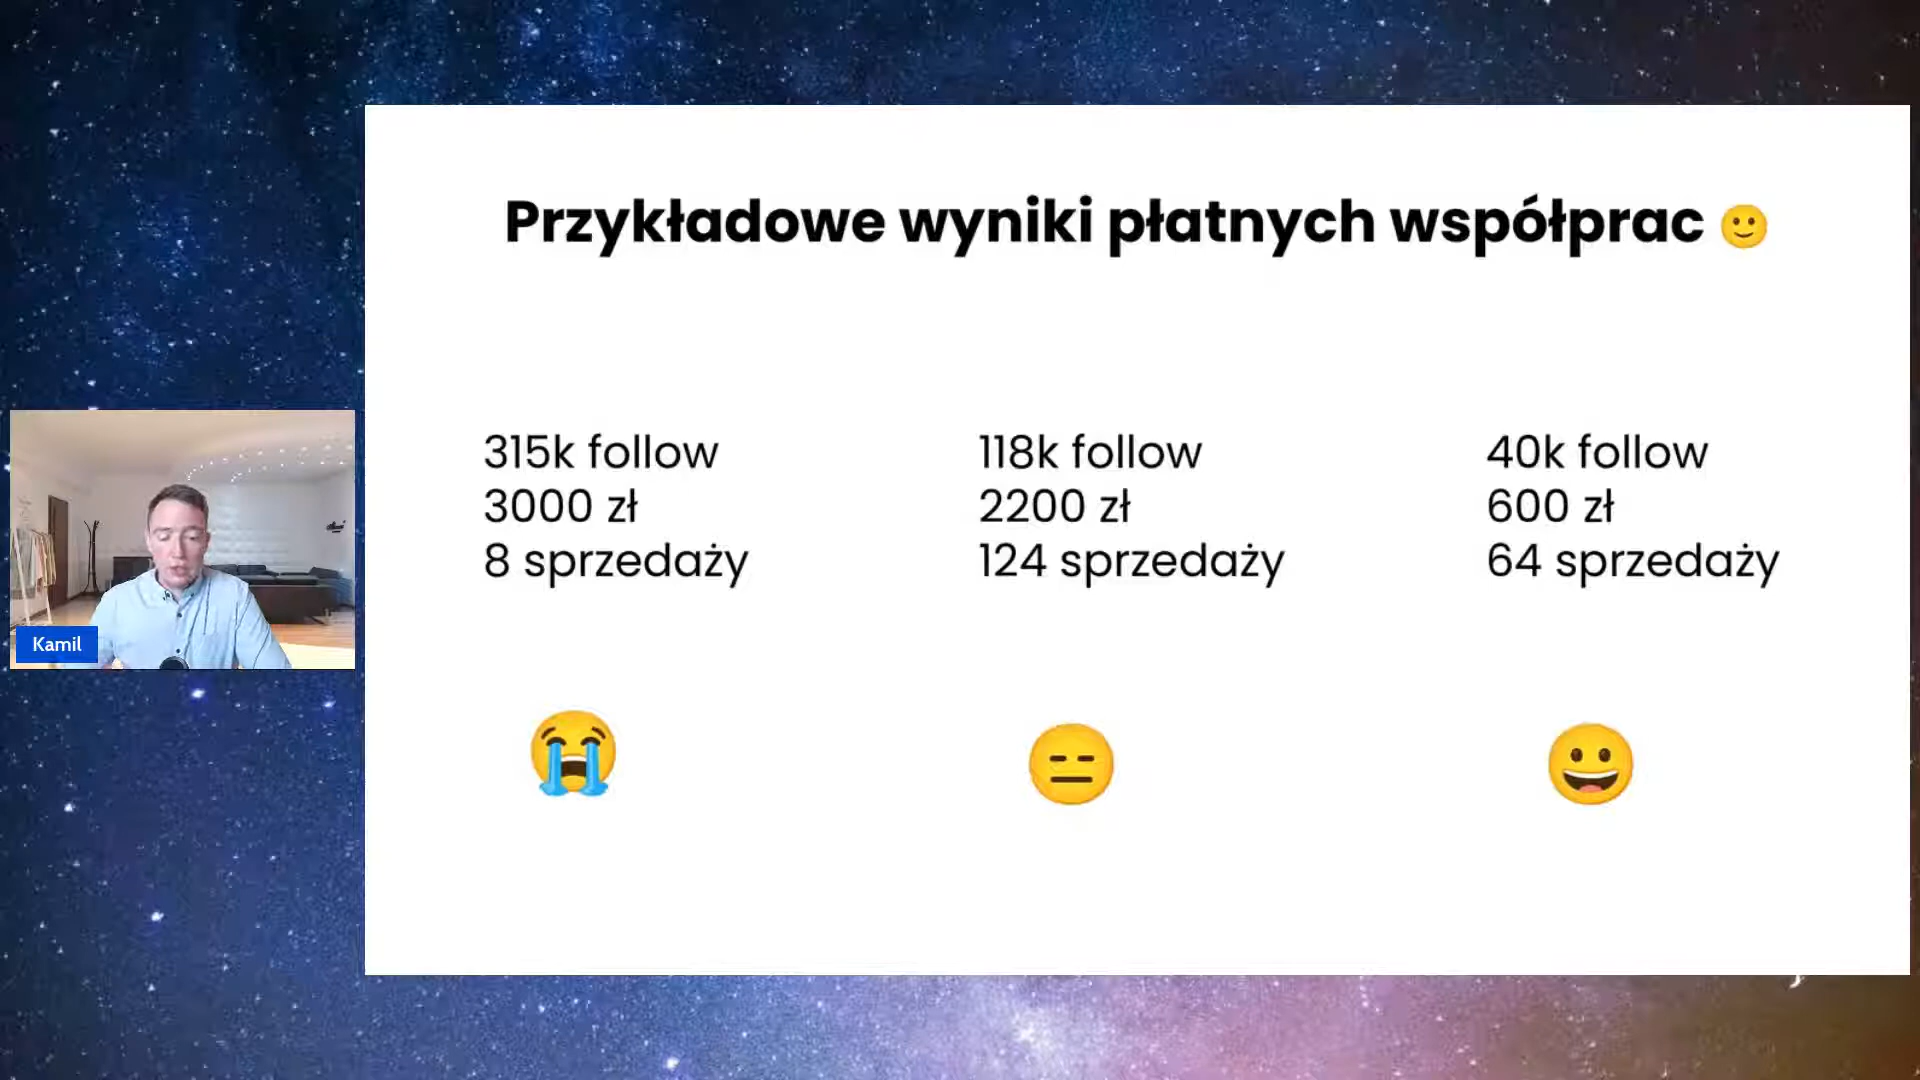 Przykładowe wyniki płatnych współprac 🙂
315k follow
3000 zł
8 sprzedaży
118k follow
2200 zł
124 sprzedaży
40k follow
600 zł
64 sprzedaży
Kamil